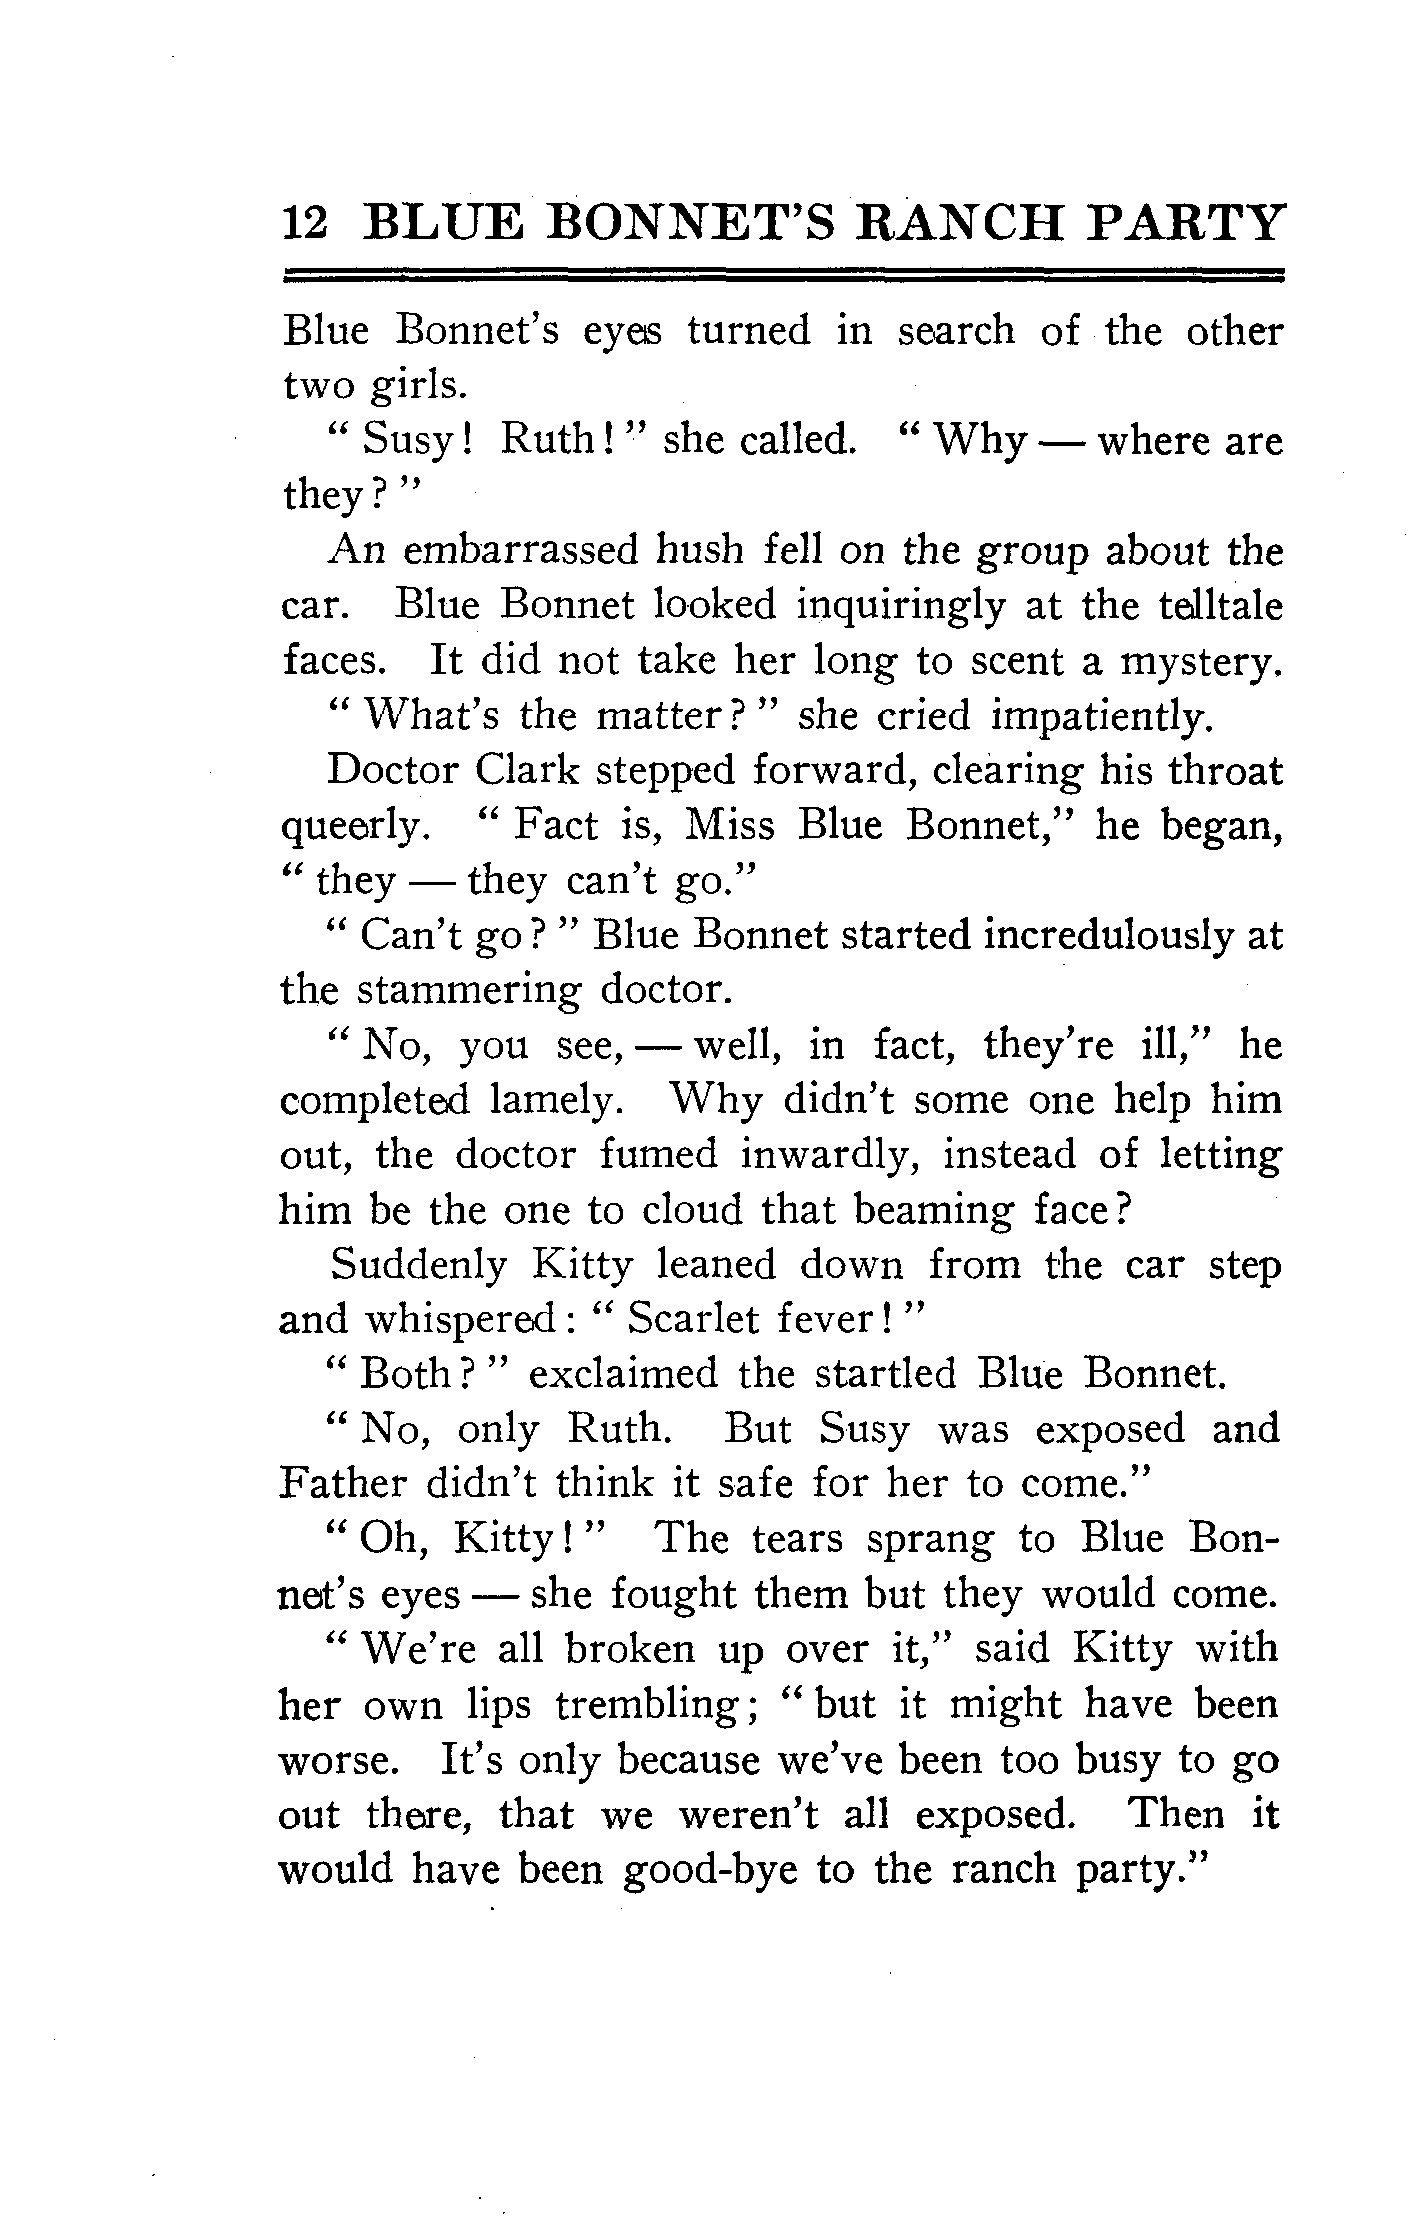 12 BLUE BONNET'S RANCH PARTY
Blue Bonnet's eyes turned in search of the other
two girls.
" Susy! Ruth! " she called. " Why — where are
they? "
An embarrassed hush fell on the group about the
car. Blue Bonnet looked inquiringly at the telltale
faces. It did not take her long to scent a mystery.
" What's the matter? " she cried impatiently.
Doctor Clark stepped forward, clearing his throat
queerly. " Fact is, Miss Blue Bonnet," he began,
" they — they can't go."
" Can't go? " Blue Bonnet started incredulously at
the stammering doctor.
" No, you see, — well, in fact, they're ill," he
completed lamely. Why didn't some one help him
out, the doctor fumed inwardly, instead of letting
him be the one to cloud that beaming face?
Suddenly Kitty leaned down from the car step
and whispered: " Scarlet fever! "
" Both? " exclaimed the startled Blue Bonnet.
" No, only Ruth. But Susy was exposed and
Father didn't think it safe for her to come."
" Oh, Kitty! " The tears sprang to Blue Bon-
net's eyes — she fought them but they would come.
" We're all broken up over it," said Kitty with
her own lips trembling; " but it might have been
worse. It's only because we've been too busy to go
out there, that we weren't all exposed. Then it
would have been good-bye to the ranch party."